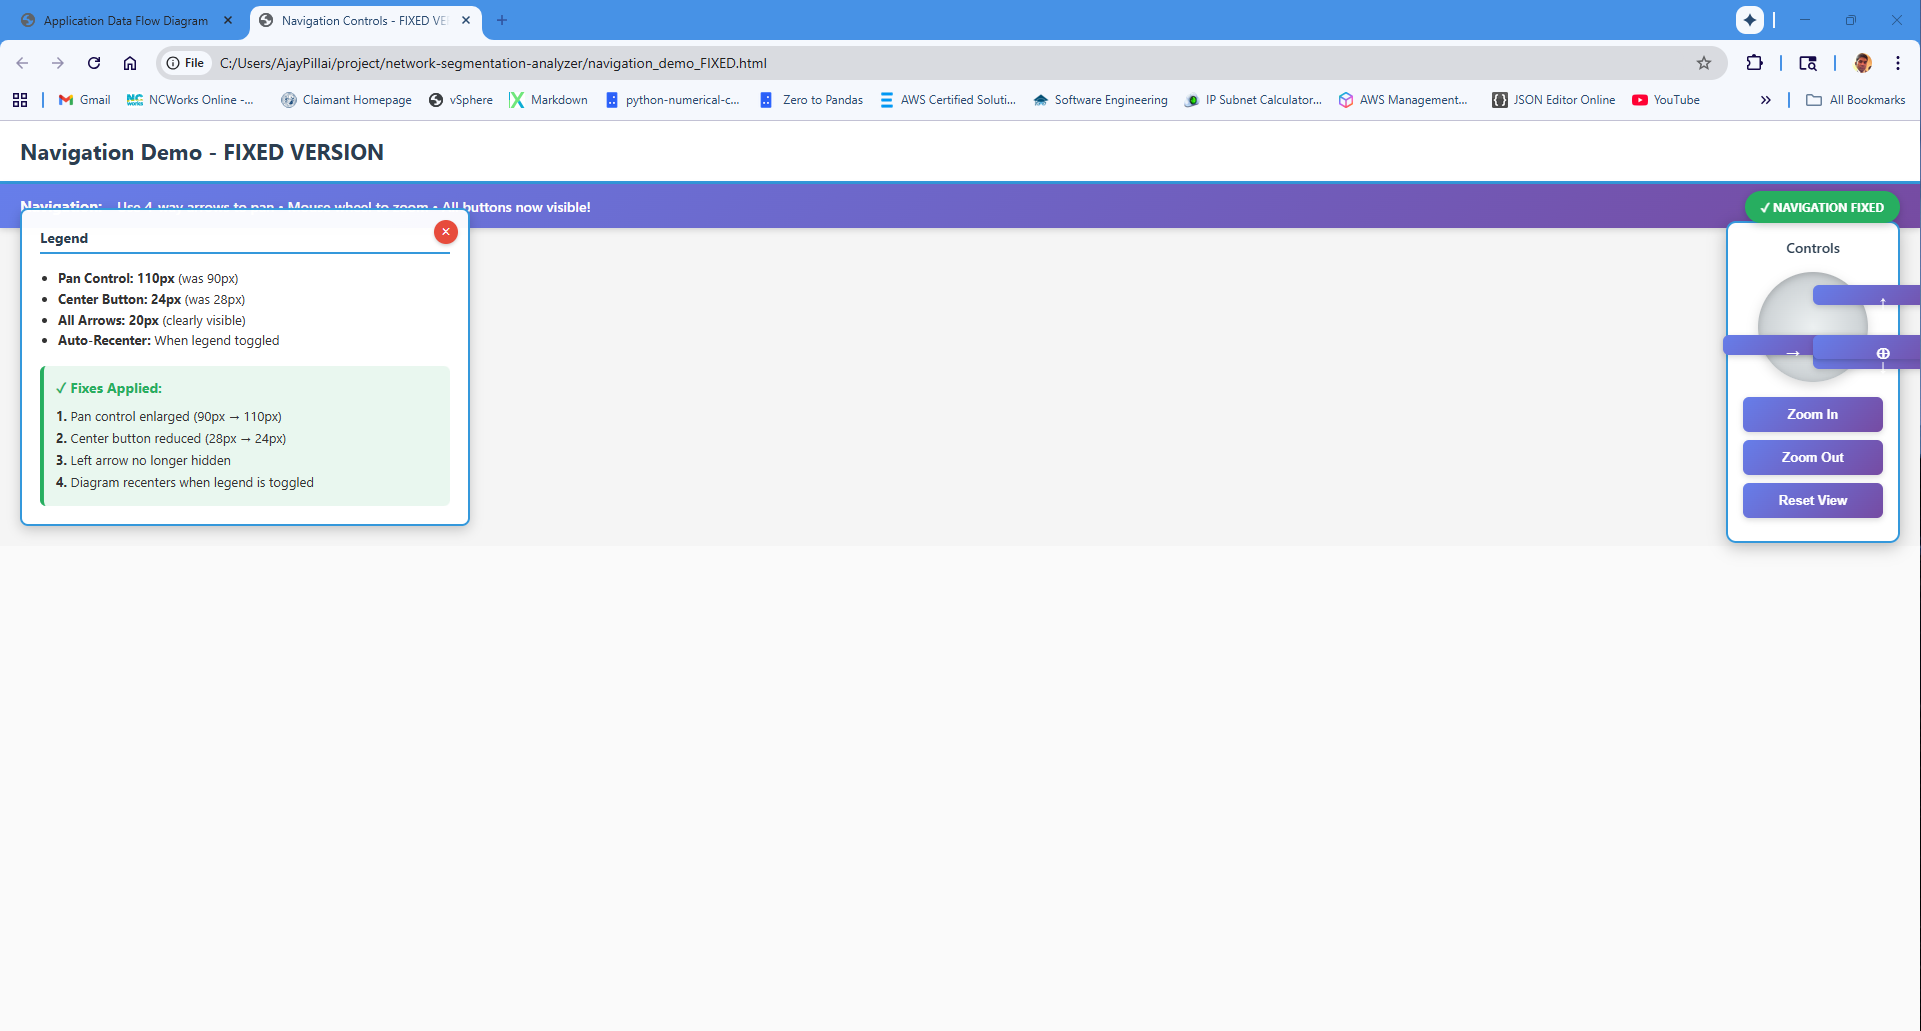 Application Data Flow Diagram
Navigation Controls - FIXED VE
File
C:/Users/AjayPillai/project/network-segmentation-analyzer/navigation_demo_FIXED.html
Gmail
NCWorks Online -...
Claimant Homepage
vSphere
Markdown
python-numerical-c...
Zero to Pandas
AWS Certified Soluti...
Software Engineering
IP Subnet Calculator...
AWS Management...
JSON Editor Online
YouTube
All Bookmarks
Navigation Demo - FIXED VERSION
Navigation: Use 4-way arrows to pan • Mouse wheel to zoom • All buttons now visible!
✓ NAVIGATION FIXED
Legend
• Pan Control: 110px (was 90px)
• Center Button: 24px (was 28px)
• All Arrows: 20px (clearly visible)
• Auto-Recenter: When legend toggled
✓ Fixes Applied:
1. Pan control enlarged (90px → 110px)
2. Center button reduced (28px → 24px)
3. Left arrow no longer hidden
4. Diagram recenters when legend is toggled
Controls
↑
→ ⊕
Zoom In
Zoom Out
Reset View